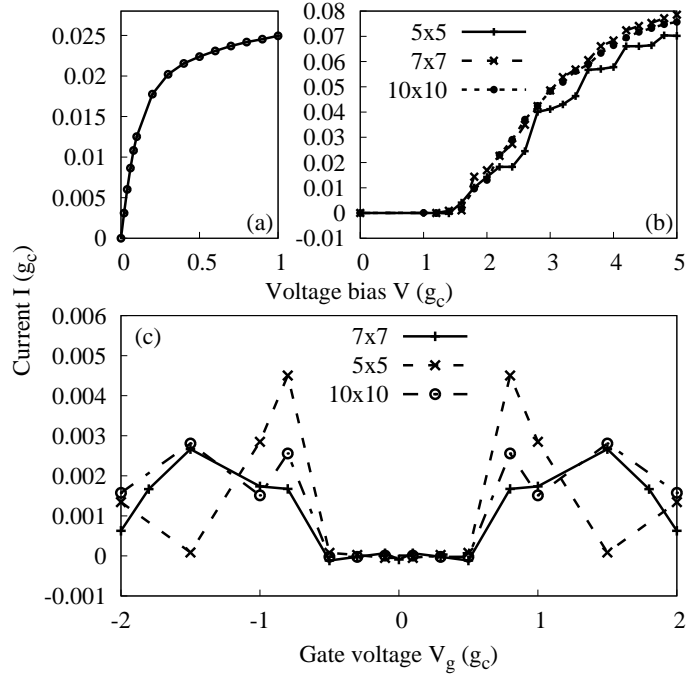 0.025
0.02
0.015
0.01
0.005
0
0 0.5 1
(a)
0.08
0.07
0.06
0.05
0.04
0.03
0.02
0.01
0
-0.01
0 1 2 3 4 5
5x5
7x7
10x10
(b)
Voltage bias V (g_c)
Current I (g_c)
0.006
0.005
0.004
0.003
0.002
0.001
0
-0.001
(c)
7x7
5x5
10x10
-2 -1 0 1 2
Gate voltage V_g (g_c)